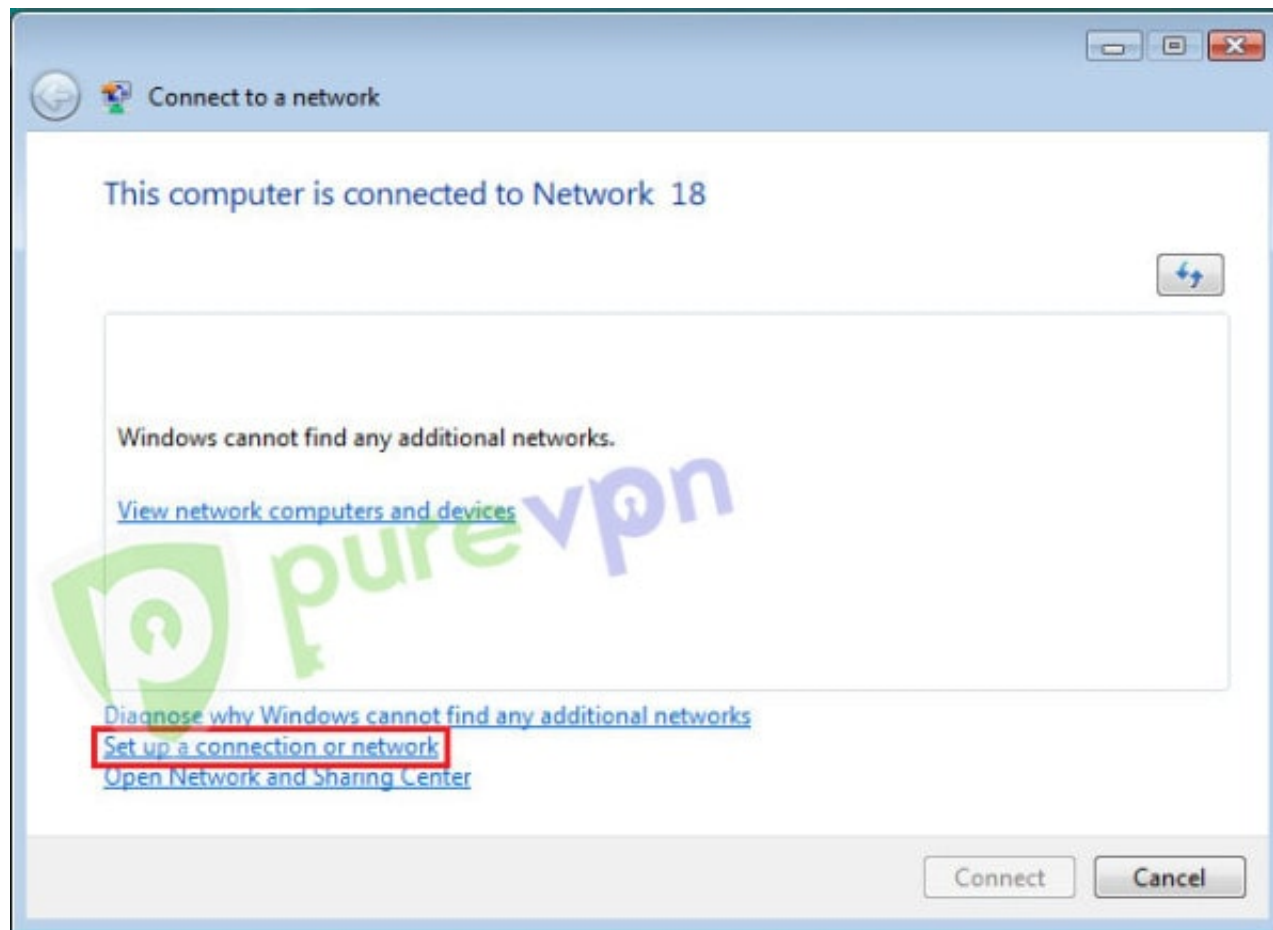 Connect to a network
This computer is connected to Network 18
Windows cannot find any additional networks.
View network computers and devices
purevpn
Diagnose why Windows cannot find any additional networks
Set up a connection or network
Open Network and Sharing Center
Connect
Cancel